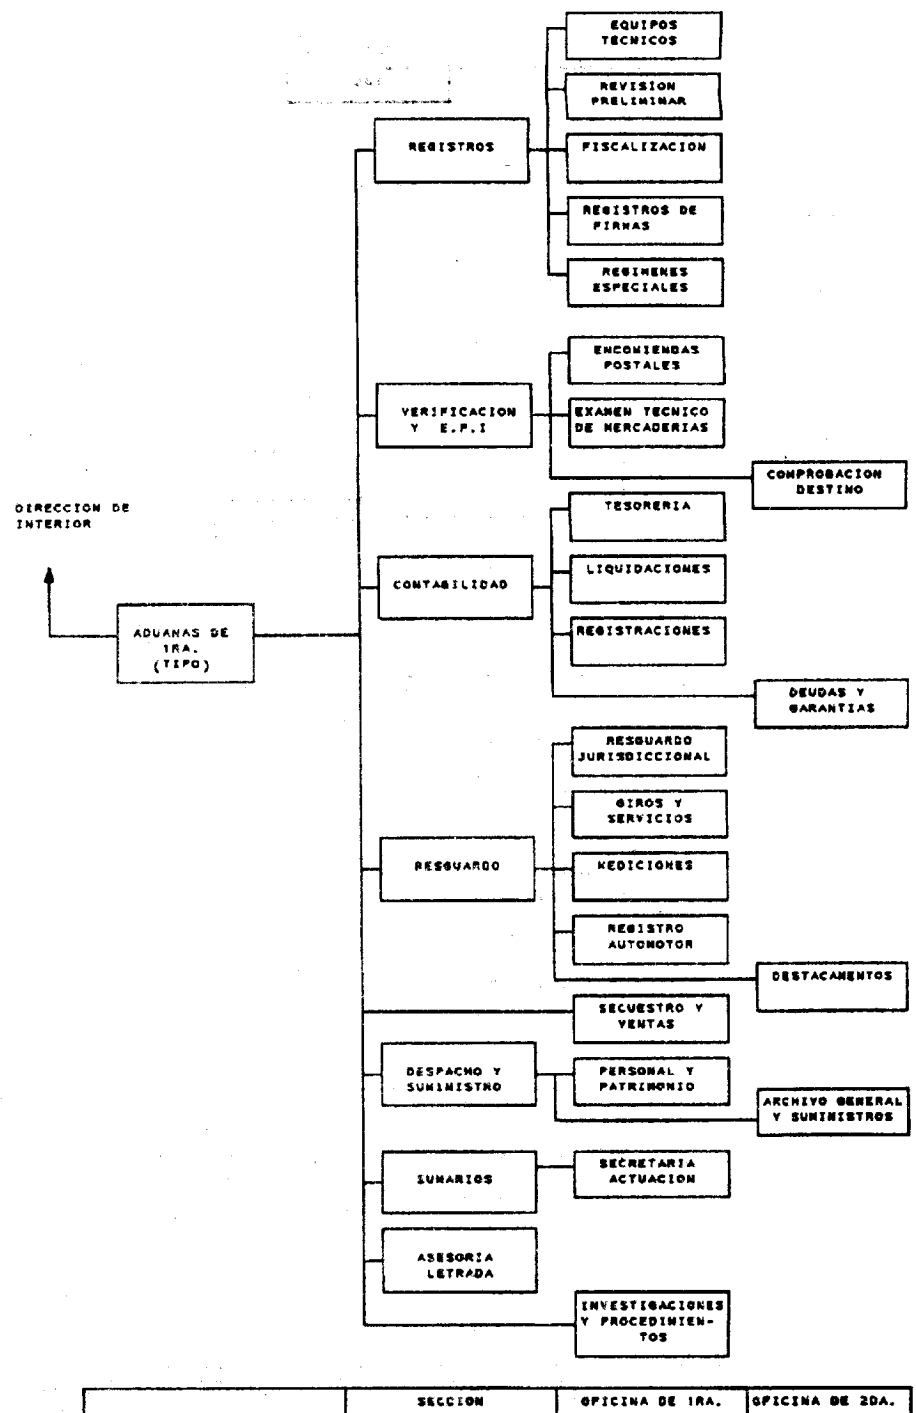 EQUIPOS
TECNICOS
REVISION
PRELIMINAR
REGISTROS
FISCALIZACION
REGISTROS DE
FIRMAS
REGIMENES
ESPECIALES
ENCOMIENDAS
POSTALES
VERIFICACION
Y E.P.I
EXAMEN TECNICO
DE MERCADERIAS
COMPROBACION
DESTINO
DIRECCION DE
INTERIOR
TESORERIA
CONTABILIDAD
LIQUIDACIONES
REGISTRACIONES
ADUANAS DE
1RA.
(TIPO)
DEUDAS Y
GARANTIAS
RESGUARDO
JURISDICCIONAL
GIROS Y
SERVICIOS
RESGUARDO
MEDICIONES
REGISTRO
AUTOMOTOR
DESTACAMENTOS
SECUESTRO Y
VENTAS
DESPACHO Y
SUMINISTRO
PERSONAL Y
PATRIMONIO
ARCHIVO GENERAL
Y SUMINISTROS
SUMARIOS
SECRETARIA
ACTUACION
ASESORIA
LETRADA
INVESTIGACIONES
Y PROCEDIMIEN-
TOS
SECCION OFICINA DE 1RA. OFICINA DE 2DA.